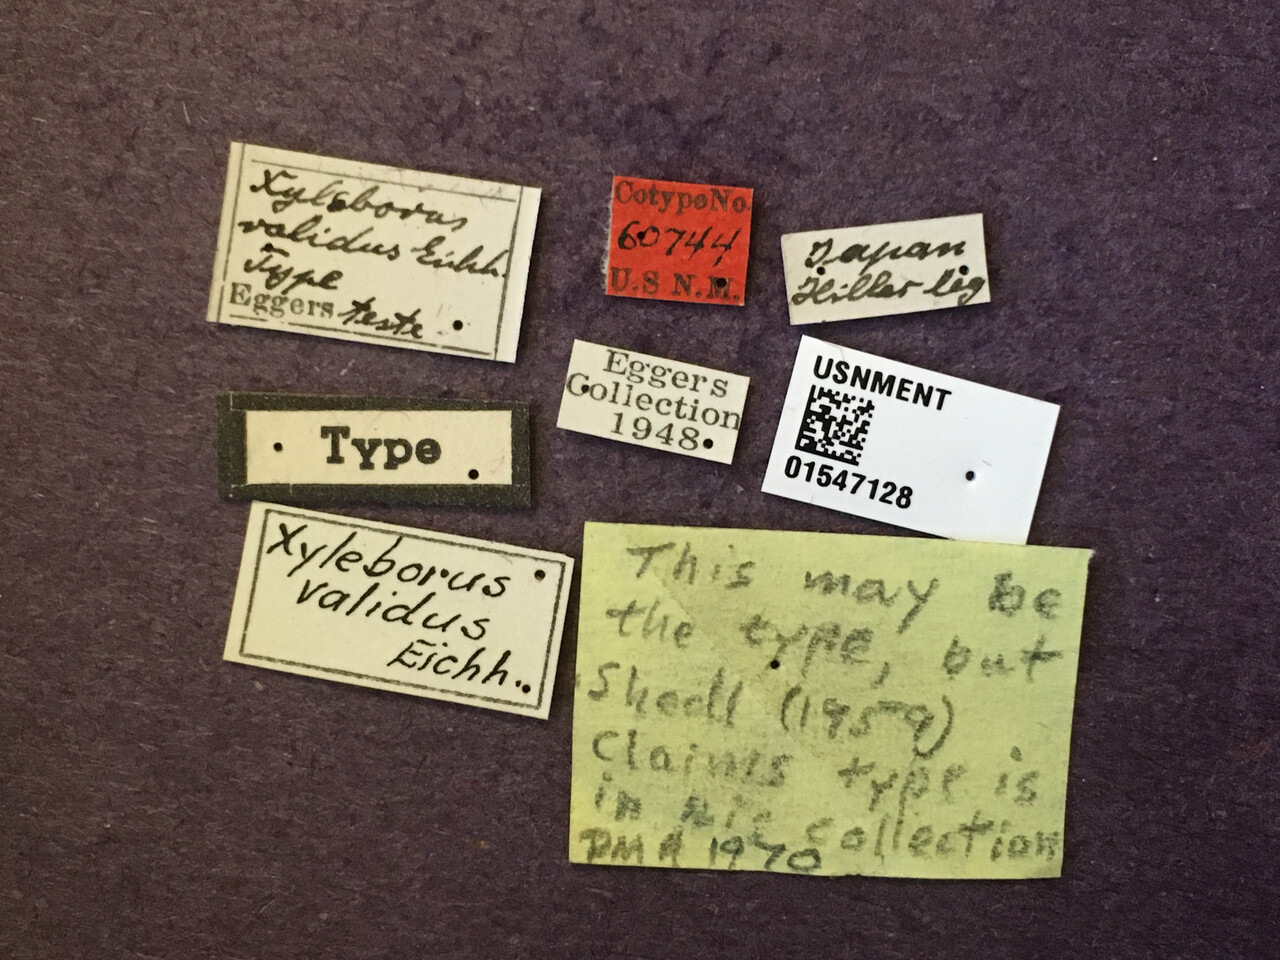 Xyleborus
validus Eichh.
Type
Eggers teste
Cotype No.
60744
U.S.N.M.
Japan
Hiller leg
Type
Eggers
Collection
1948
USNMENT
01547128
Xyleborus
validus
Eichh.
This may be
the type, but
Shedl (1959)
claims type is
in his collection
DMA 1970